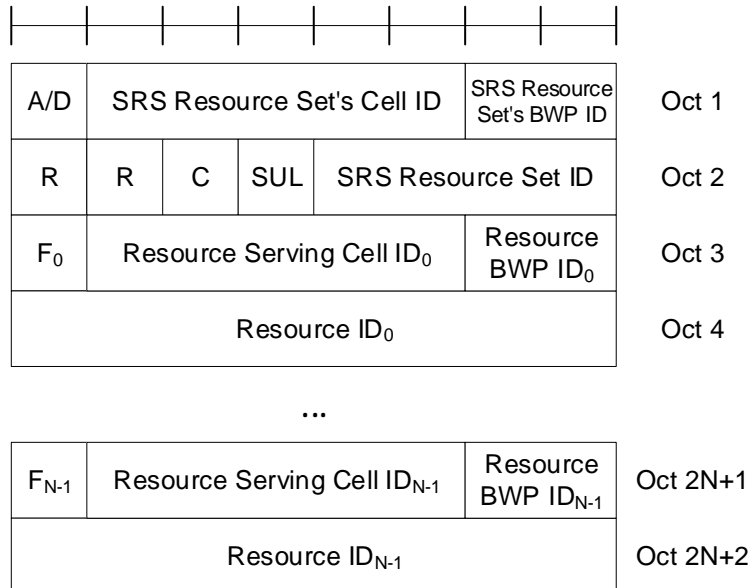 A/D SRS Resource Set's Cell ID SRS Resource Set's BWP ID Oct 1
R R C SUL SRS Resource Set ID Oct 2
F0 Resource Serving Cell ID0 Resource BWP ID0 Oct 3
Resource ID0 Oct 4
...
FN-1 Resource Serving Cell IDN-1 Resource BWP IDN-1 Oct 2N+1
Resource IDN-1 Oct 2N+2